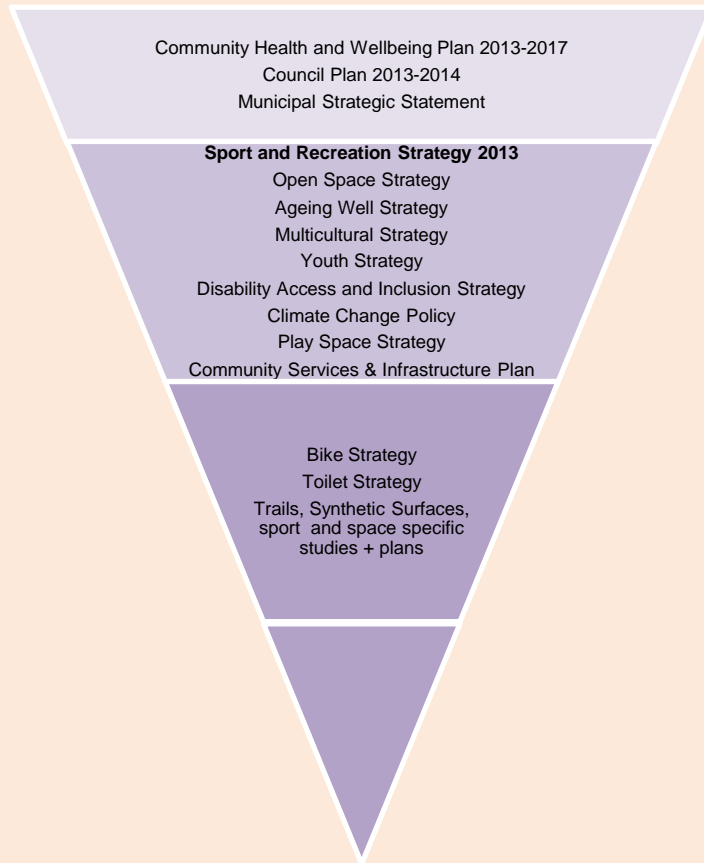 Community Health and Wellbeing Plan 2013-2017
Council Plan 2013-2014
Municipal Strategic Statement
Sport and Recreation Strategy 2013
Open Space Strategy
Ageing Well Strategy
Multicultural Strategy
Youth Strategy
Disability Access and Inclusion Strategy
Climate Change Policy
Play Space Strategy
Community Services & Infrastructure Plan
Bike Strategy
Toilet Strategy
Trails, Synthetic Surfaces,
sport and space specific
studies + plans